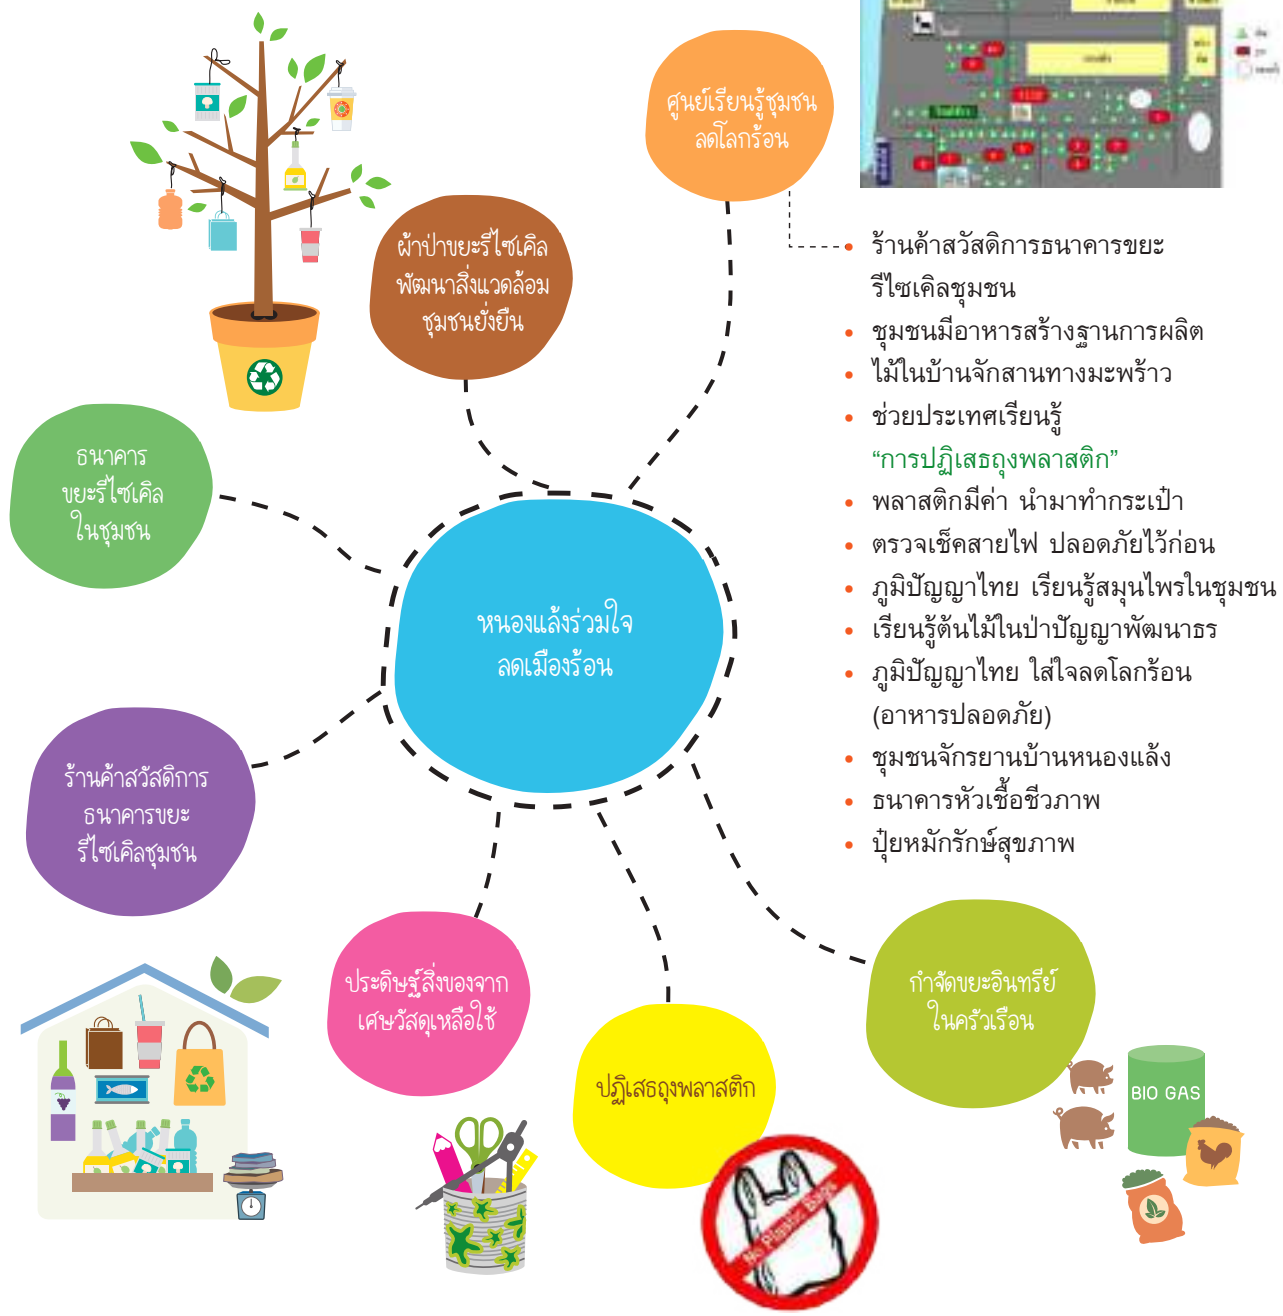 ศูนย์เรียนรู้ชุมชน
ลดโลกร้อน
ผ้าป่าขยะรีไซเคิล
พัฒนาสิ่งแวดล้อม
ชุมชนยั่งยืน
ธนาคาร
ขยะรีไซเคิล
ในชุมชน
หนองแล้งร่วมใจ
ลดเมืองร้อน
ร้านค้าสวัสดิการ
ธนาคารขยะ
รีไซเคิลชุมชน
ประดิษฐ์สิ่งของจาก
เศษวัสดุเหลือใช้
ปฏิเสธถุงพลาสติก
No Plastic Bags
กำจัดขยะอินทรีย์
ในครัวเรือน
BIO GAS
• ร้านค้าสวัสดิการธนาคารขยะ
รีไซเคิลชุมชน
• ชุมชนมีอาหารสร้างฐานการผลิต
• ไม้ในบ้านจักสานทางมะพร้าว
• ช่วยประเทศเรียนรู้
“การปฏิเสธถุงพลาสติก”
• พลาสติกมีค่า นำมาทำกระเป๋า
• ตรวจเช็คสายไฟ ปลอดภัยไว้ก่อน
• ภูมิปัญญาไทย เรียนรู้สมุนไพรในชุมชน
• เรียนรู้ต้นไม้ในป่าปัญญาพัฒนาธร
• ภูมิปัญญาไทย ใส่ใจลดโลกร้อน
(อาหารปลอดภัย)
• ชุมชนจักรยานบ้านหนองแล้ง
• ธนาคารหัวเชื้อชีวภาพ
• ปุ๋ยหมักรักษ์สุขภาพ